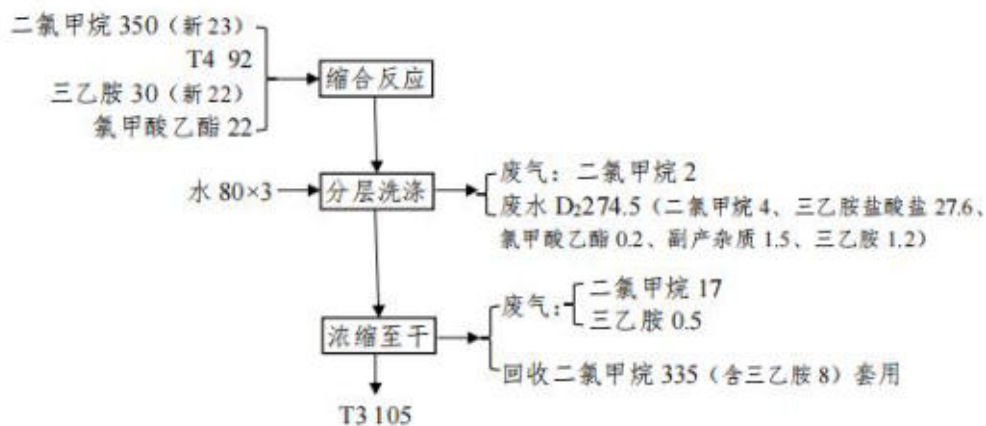 二氯甲烷 350（新23）
T4 92
三乙胺 30（新22）
氯甲酸乙酯 22
缩合反应
水 80×3
分层洗涤
废气：二氯甲烷 2
废水 D₂274.5（二氯甲烷 4、三乙胺盐酸盐 27.6、
氯甲酸乙酯 0.2、副产杂质 1.5、三乙胺 1.2）
浓缩至干
废气：
二氯甲烷 17
三乙胺 0.5
回收二氯甲烷 335（含三乙胺 8）套用
T3 105